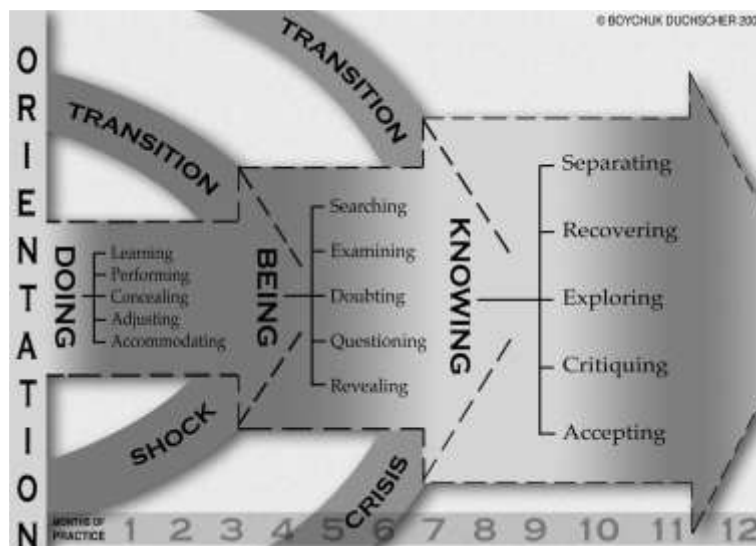 © BOYCHUK DUCHSCHER 200
ORIENTATION
TRANSITION
TRANSITION
DOING
Learning
Performing
Concealing
Adjusting
Accommodating
BEING
Searching
Examining
Doubting
Questioning
Revealing
KNOWING
Separating
Recovering
Exploring
Critiquing
Accepting
SHOCK
CRISIS
MONTHS OF
PRACTICE
1 2 3 4 5 6 7 8 9 10 11 12